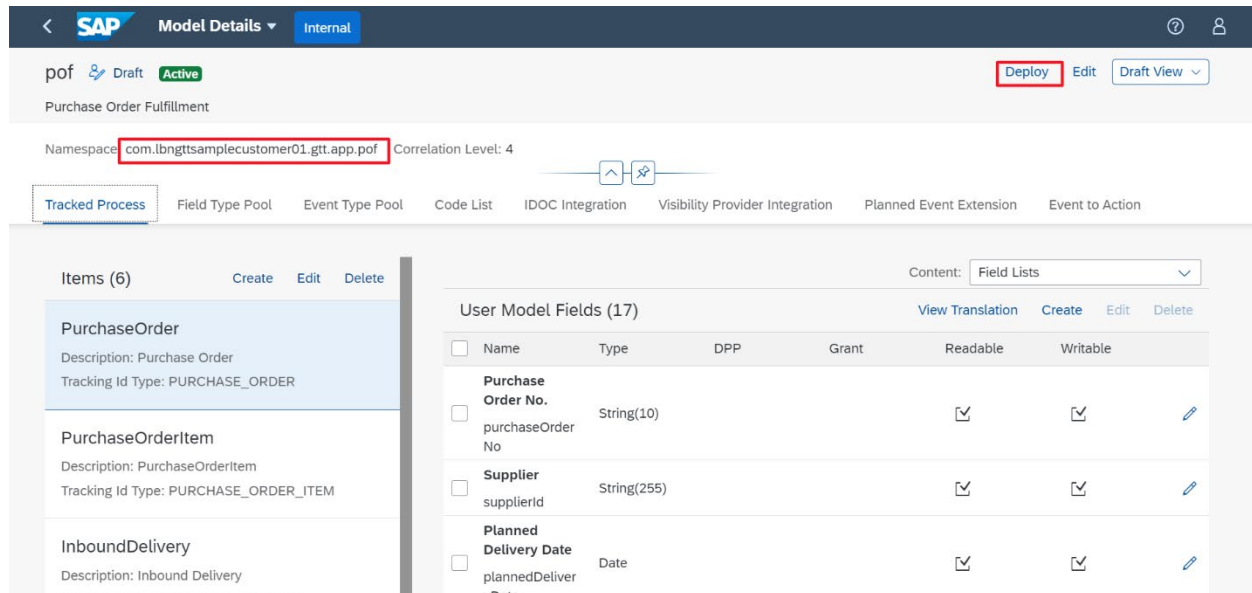 SAP Model Details Internal
pof Draft Active Deploy Edit Draft View
Purchase Order Fulfillment
Namespace: com.lbngttsamplecustomer01.gtt.app.pof Correlation Level: 4
Tracked Process Field Type Pool Event Type Pool Code List IDOC Integration Visibility Provider Integration Planned Event Extension Event to Action
Items (6) Create Edit Delete
Content: Field Lists
User Model Fields (17) View Translation Create Edit Delete
Name Type DPP Grant Readable Writable
PurchaseOrder
Description: Purchase Order
Tracking Id Type: PURCHASE_ORDER
PurchaseOrderItem
Description: PurchaseOrderItem
Tracking Id Type: PURCHASE_ORDER_ITEM
InboundDelivery
Description: Inbound Delivery
Purchase
Order No.
purchaseOrder
No
String(10)
Supplier
supplierId
String(255)
Planned
Delivery Date
plannedDeliver
Date